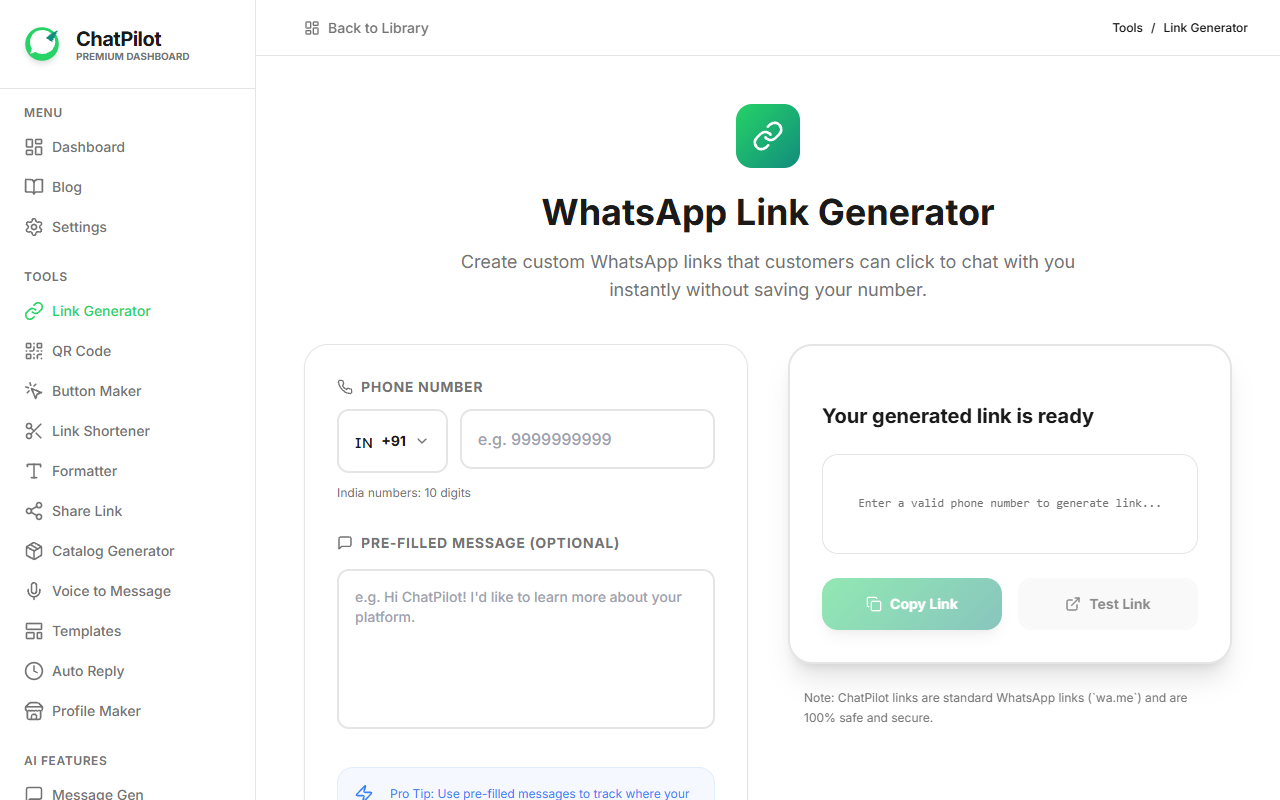 ChatPilot
PREMIUM DASHBOARD
MENU
Dashboard
Blog
Settings
TOOLS
Link Generator
QR Code
Button Maker
Link Shortener
Formatter
Share Link
Catalog Generator
Voice to Message
Templates
Auto Reply
Profile Maker
AI FEATURES
Message Gen
Back to Library
Tools / Link Generator
WhatsApp Link Generator
Create custom WhatsApp links that customers can click to chat with you
instantly without saving your number.
PHONE NUMBER
IN +91
e.g. 9999999999
India numbers: 10 digits
PRE-FILLED MESSAGE (OPTIONAL)
e.g. Hi ChatPilot! I'd like to learn more about your
platform.
Pro Tip: Use pre-filled messages to track where your
Your generated link is ready
Enter a valid phone number to generate link...
Copy Link
Test Link
Note: ChatPilot links are standard WhatsApp links (`wa.me`) and are
100% safe and secure.